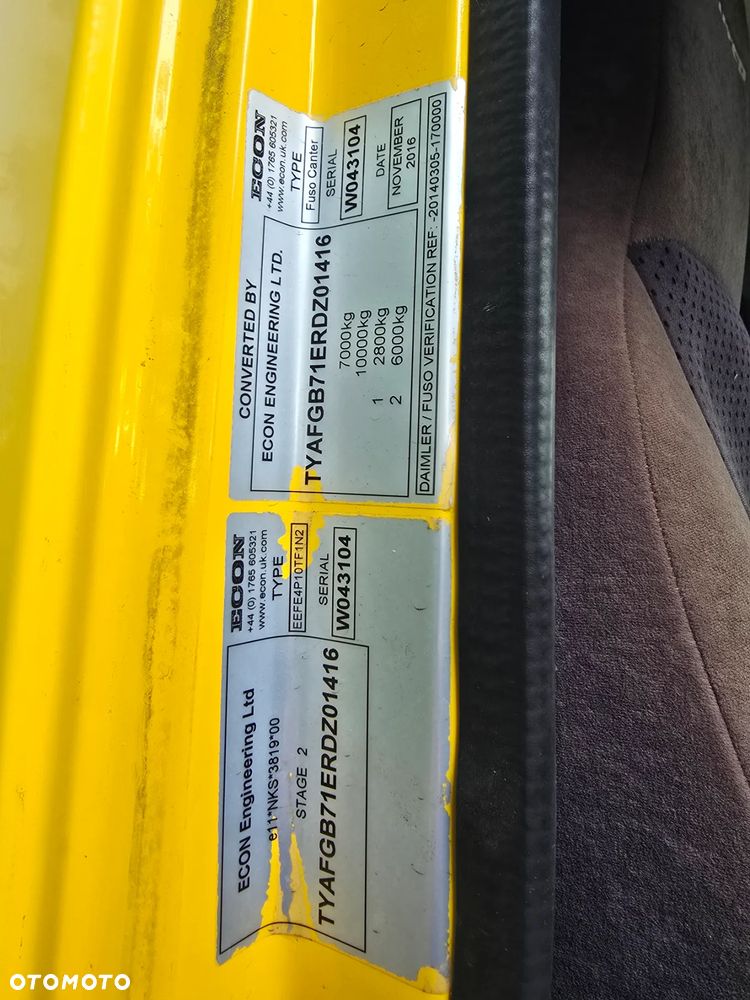 CONVERTED BY
ECON ENGINEERING LTD.
TYAFGB71ERDZ01416
7000kg
10000kg
1 2800kg
2 6000kg
DAIMLER / FUSO VERIFICATION REF: -20140305-170000
ECON
+44 (0) 1765 605321
www.econ.uk.com
TYPE
Fuso Canter
SERIAL
W043104
DATE
NOVEMBER
2016
ECON Engineering Ltd
e11*NKS*3819*00
STAGE 2
TYAFGB71ERDZ01416
ECON
+44 (0) 1765 605321
www.econ.uk.com
TYPE
EEFE4P10TF1N2
SERIAL
W043104
OTOMOTO